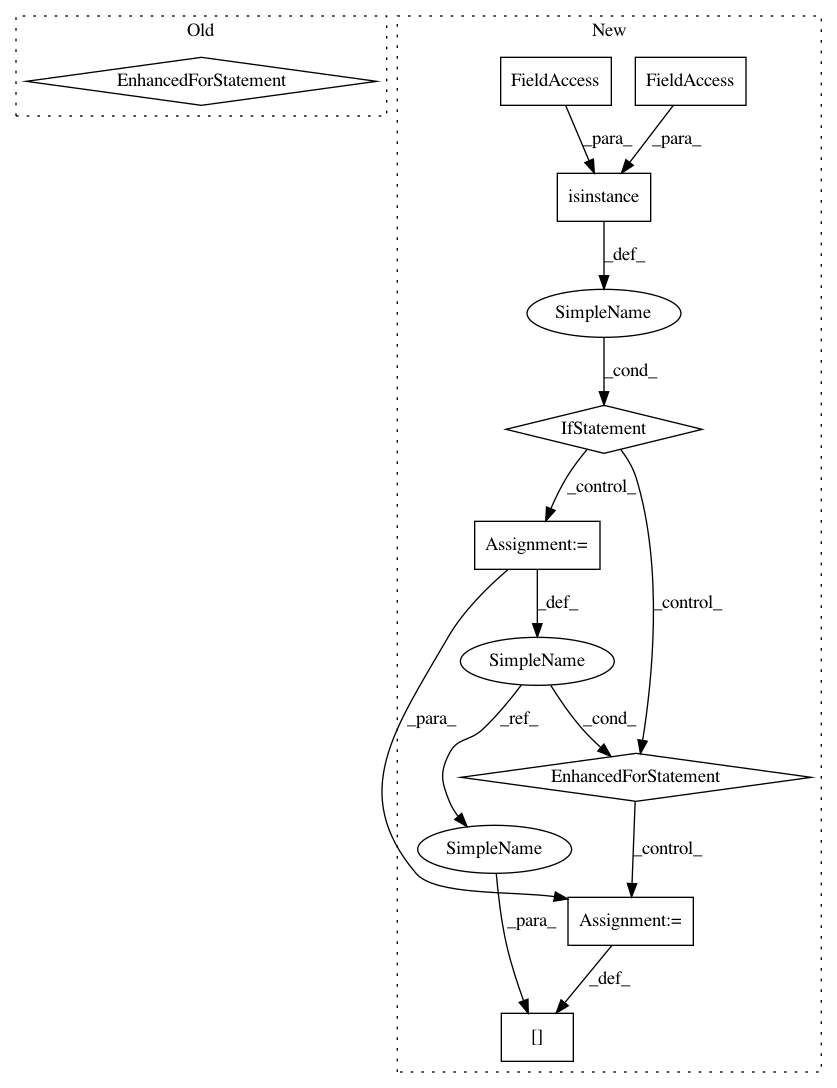 Old
New
EnhancedForStatement
FieldAccess
FieldAccess
_para_
_para_
isinstance
_def_
SimpleName
_cond_
IfStatement
_control_
Assignment:=
_def_
_control_
SimpleName
_para_
_ref_
_cond_
EnhancedForStatement
SimpleName
_control_
_para_
Assignment:=
_def_
[]